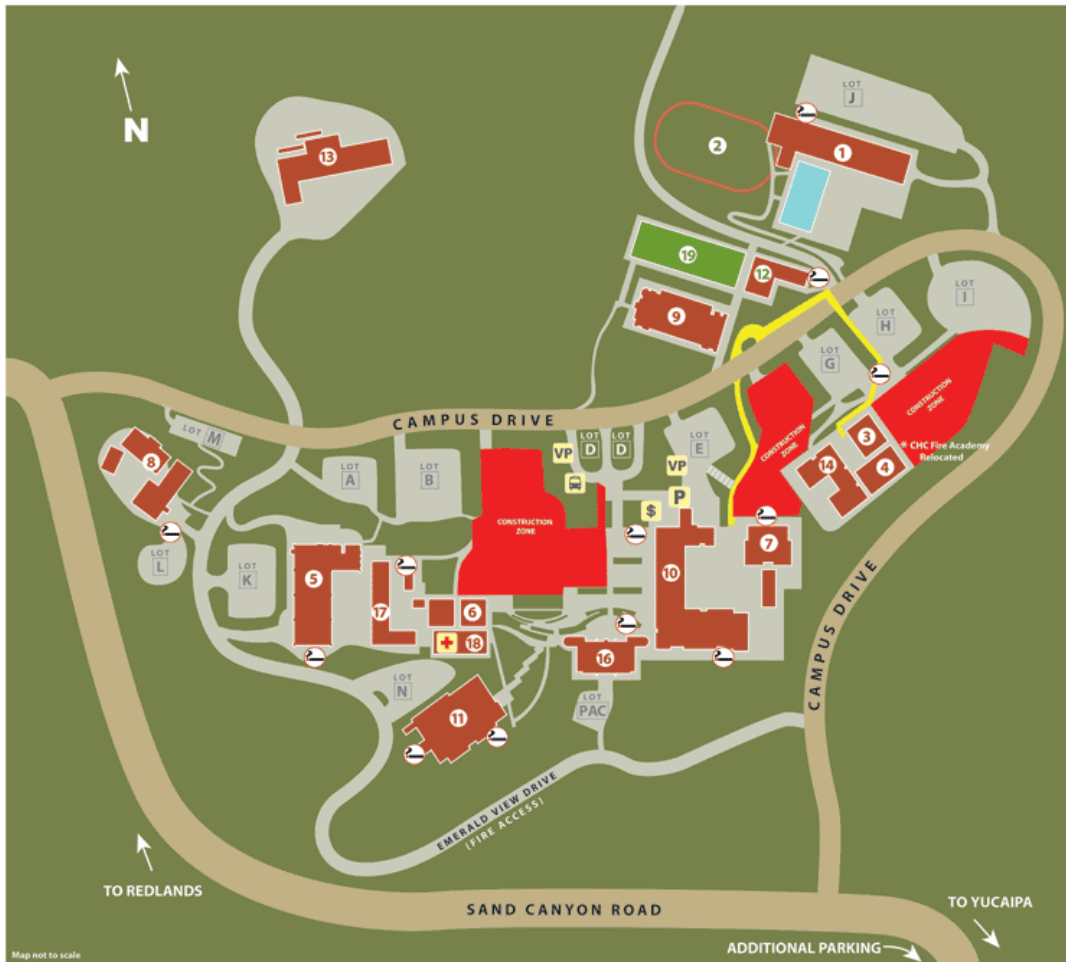 LOT
J
N
13
2
1
19
12
LOT
I
9
LOT
H
LOT
G
CAMPUS DRIVE
CONSTRUCTION
ZONE
LOT M
LOT
D
LOT
D
LOT
E
3
* CHC Fire Academy
Relocated
VP
CONSTRUCTION
ZONE
8
LOT
A
LOT
B
VP
14
4
P
$
CONSTRUCTION
ZONE
LOT
L
LOT
K
5
7
10
17
6
18
16
LOT
N
LOT
PAC
11
CAMPUS DRIVE
EMERALD VIEW DRIVE
(FIRE ACCESS)
TO REDLANDS
SAND CANYON ROAD
TO YUCAIPA
ADDITIONAL PARKING
Map not to scale